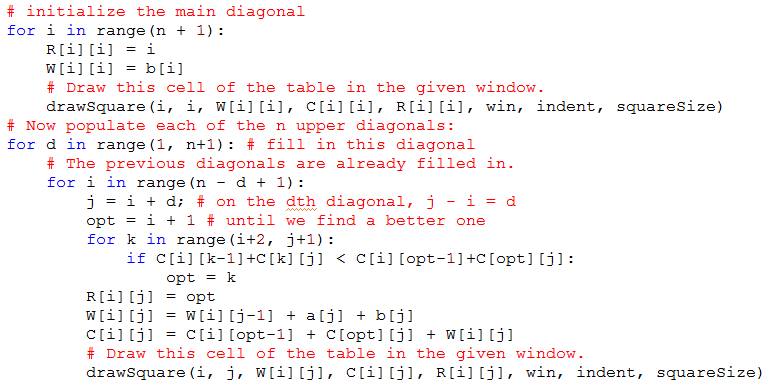 # initialize the main diagonal
for i in range(n + 1):
    R[i][i] = i
    W[i][i] = b[i]
    # Draw this cell of the table in the given window.
    drawSquare(i, i, W[i][i], C[i][i], R[i][i], win, indent, squareSize)
# Now populate each of the n upper diagonals:
for d in range(1, n+1): # fill in this diagonal
    # The previous diagonals are already filled in.
    for i in range(n - d + 1):
        j = i + d; # on the dth diagonal, j - i = d
        opt = i + 1 # until we find a better one
        for k in range(i+2, j+1):
            if C[i][k-1]+C[k][j] < C[i][opt-1]+C[opt][j]:
                opt = k
        R[i][j] = opt
        W[i][j] = W[i][j-1] + a[j] + b[j]
        C[i][j] = C[i][opt-1] + C[opt][j] + W[i][j]
        # Draw this cell of the table in the given window.
        drawSquare(i, j, W[i][j], C[i][j], R[i][j], win, indent, squareSize)